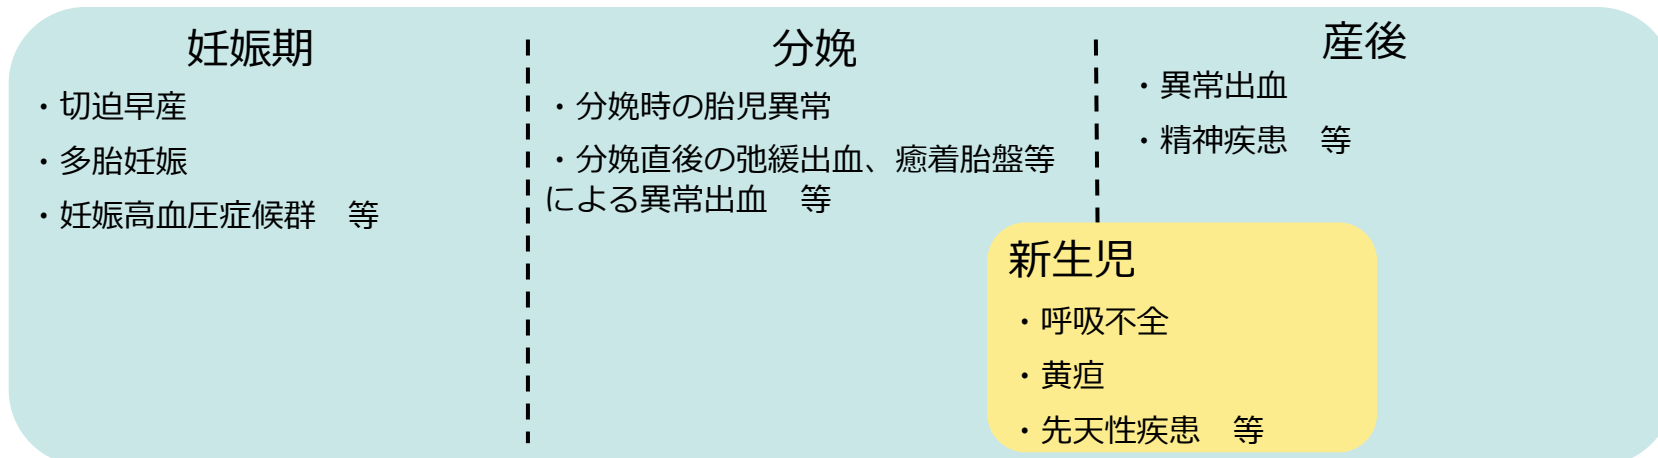 妊娠期
・切迫早産
・多胎妊娠
・妊娠高血圧症候群　等
分娩
・分娩時の胎児異常
・分娩直後の弛緩出血、癒着胎盤等
による異常出血　等
産後
・異常出血
・精神疾患　等
新生児
・呼吸不全
・黄疸
・先天性疾患　等